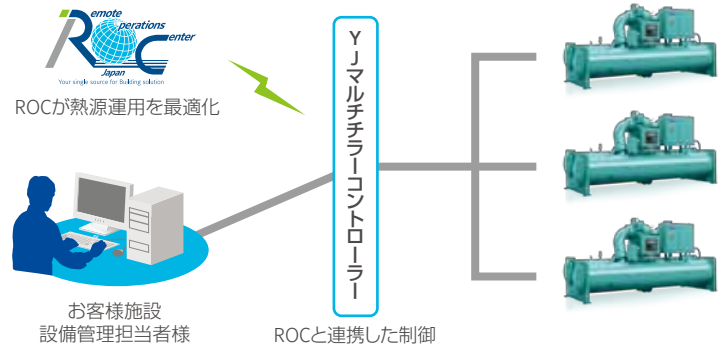 Remote Operations Center
Japan
Your single source for Building solution
ROCが熱源運用を最適化
YJマルチチラーコントローラー
お客様施設
設備管理担当者様
ROCと連携した制御